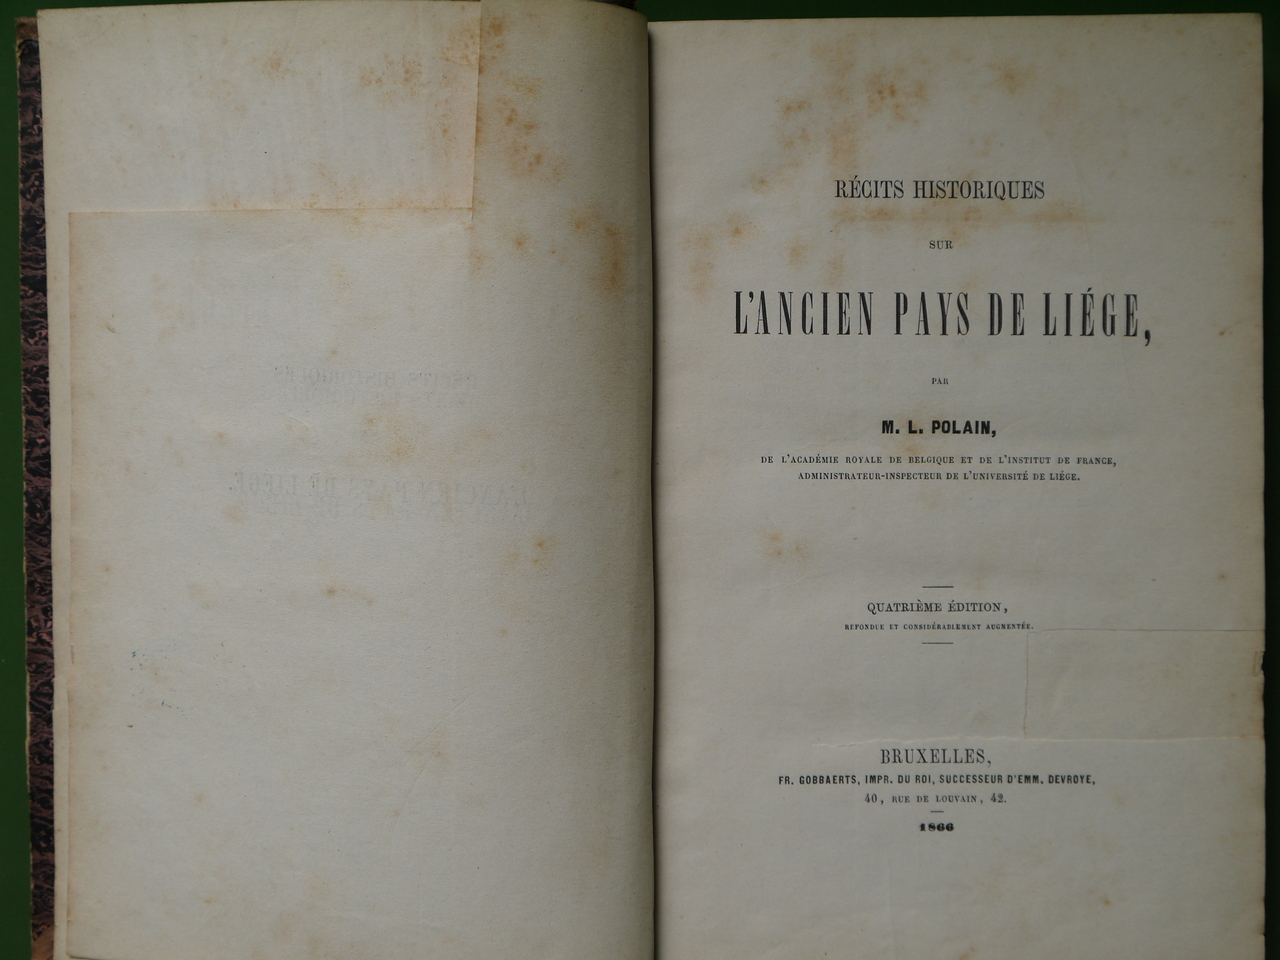 RÉCITS HISTORIQUES
SUR
L'ANCIEN PAYS DE LIÉGE,
PAR
M. L. POLAIN,
DE L'ACADÉMIE ROYALE DE BELGIQUE ET DE L'INSTITUT DE FRANCE,
ADMINISTRATEUR-INSPECTEUR DE L'UNIVERSITÉ DE LIÉGE.
QUATRIÈME ÉDITION,
REFONDUE ET CONSIDÉRABLEMENT AUGMENTÉE.
BRUXELLES,
FR. GOBBAERTS, IMPR. DU ROI, SUCCESSEUR D'EMM. DEVROYE,
40, RUE DE LOUVAIN, 42.
1866